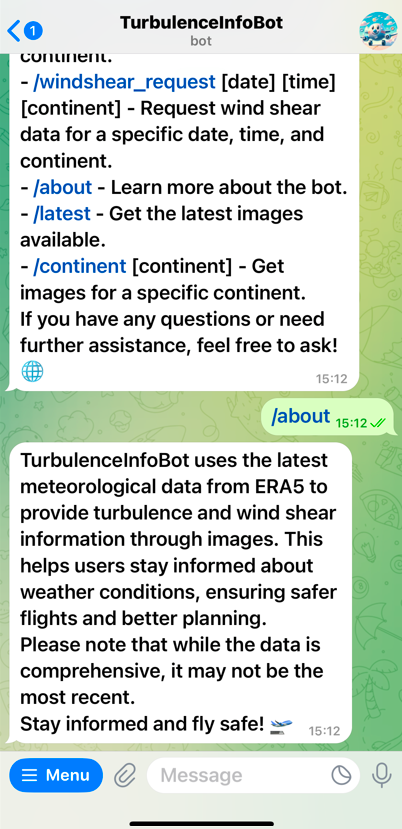 1
TurbulenceInfoBot
bot
continent.
- /windshear_request [date] [time]
[continent] - Request wind shear
data for a specific date, time, and
continent.
- /about - Learn more about the bot.
- /latest - Get the latest images
available.
- /continent [continent] - Get
images for a specific continent.
If you have any questions or need
further assistance, feel free to ask!
🌐
15:12
/about 15:12
TurbulenceInfoBot uses the latest
meteorological data from ERA5 to
provide turbulence and wind shear
information through images. This
helps users stay informed about
weather conditions, ensuring safer
flights and better planning.
Please note that while the data is
comprehensive, it may not be the
most recent.
Stay informed and fly safe! 🛫 15:12
Menu
Message